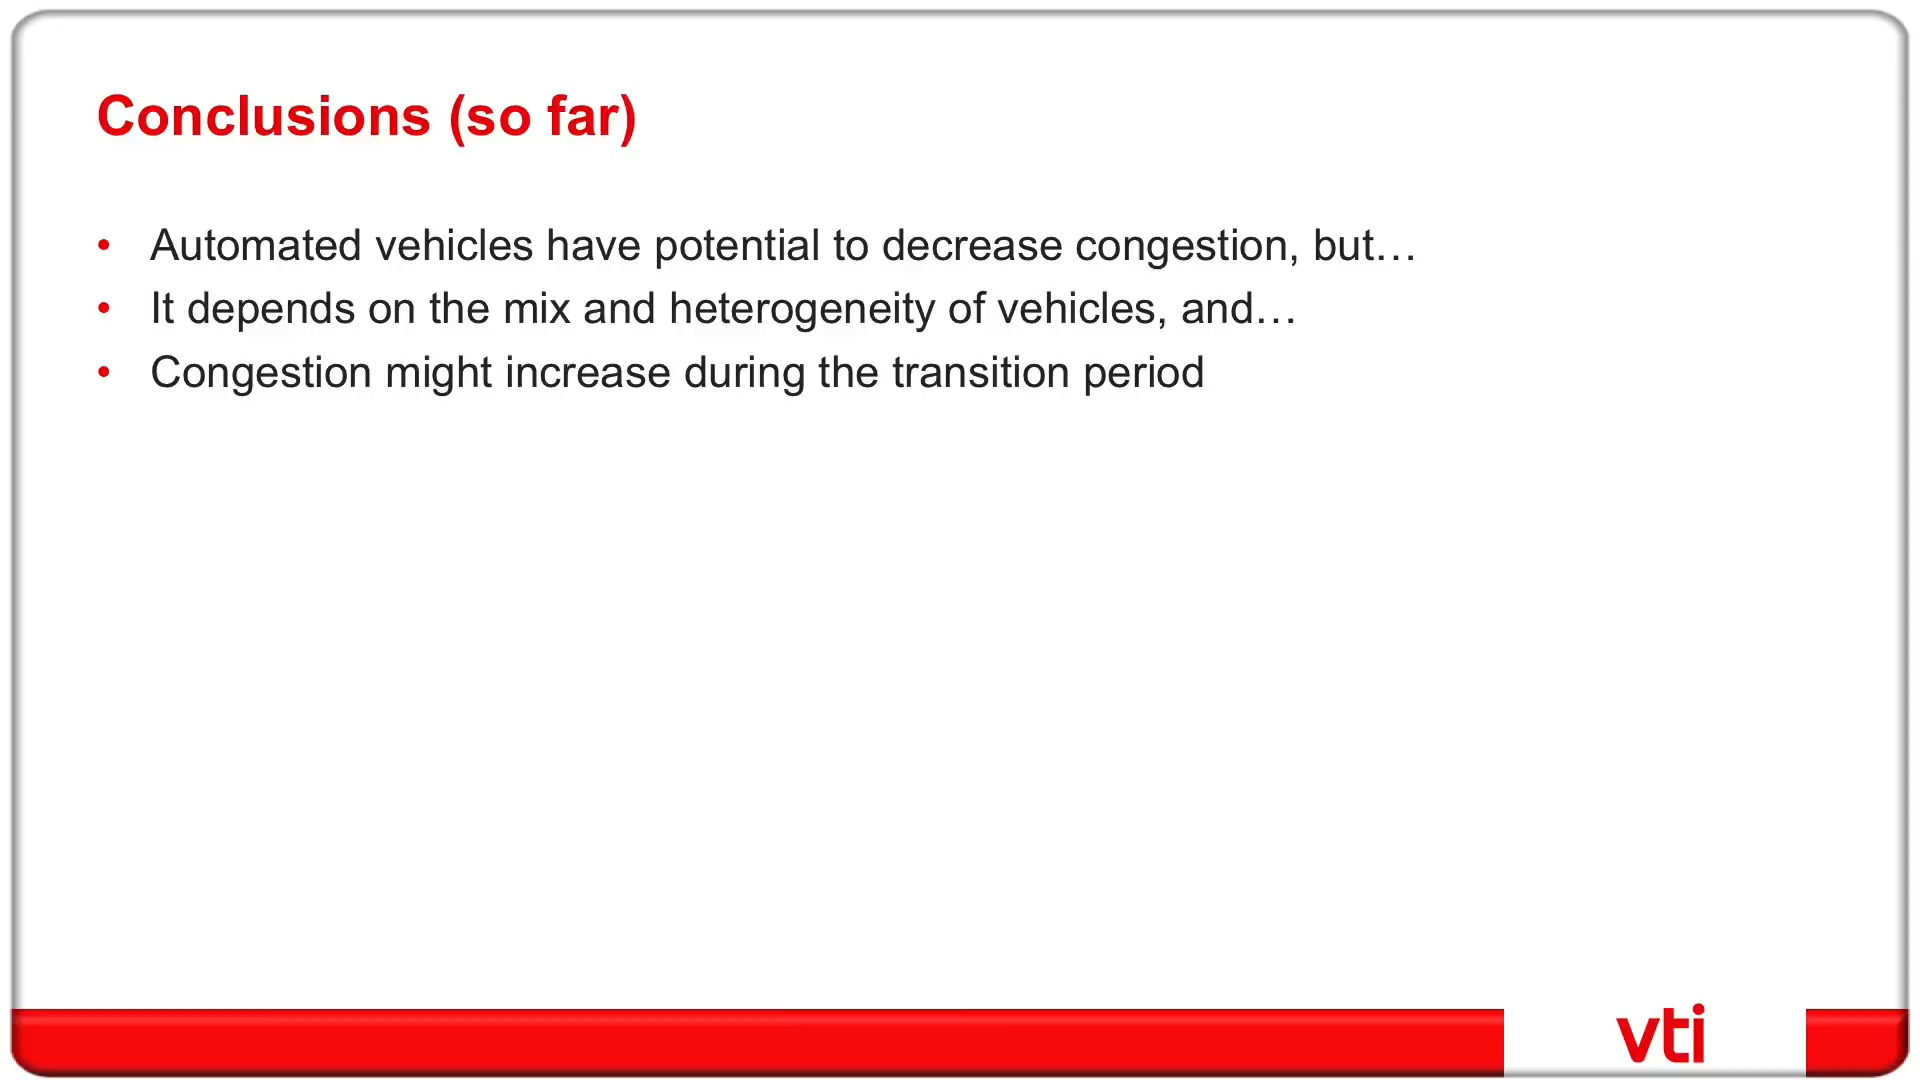 Conclusions (so far)
• Automated vehicles have potential to decrease congestion, but…
• It depends on the mix and heterogeneity of vehicles, and…
• Congestion might increase during the transition period
vti